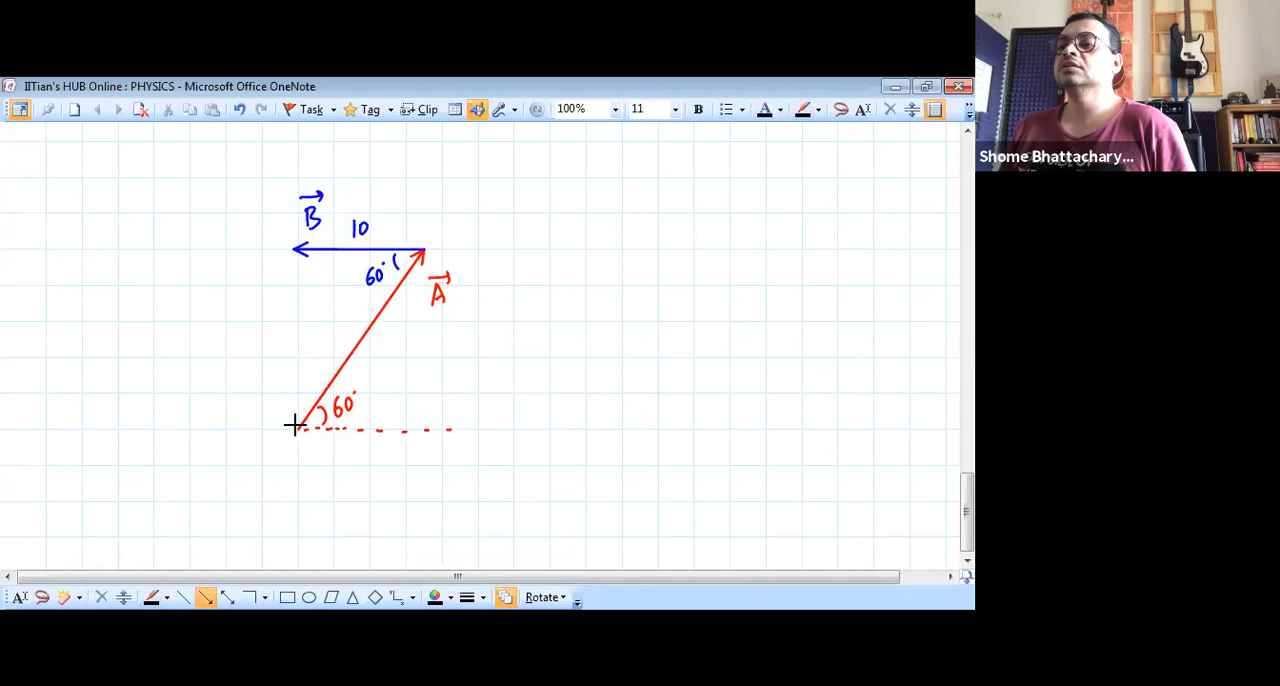 IITian's HUB Online : PHYSICS - Microsoft Office OneNote
Task Tag Clip 100% 11 B A
Shome Bhattachary...
B
10
60°
A
60°
Rotate